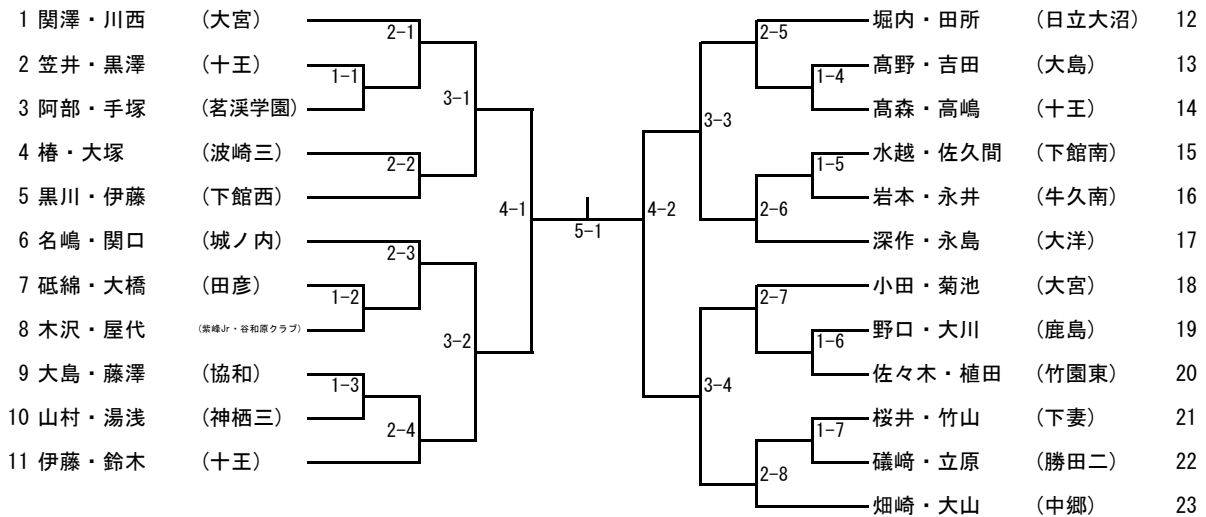 1 関澤・川西 (大宮)
2 笠井・黒澤 (十王)
3 阿部・手塚 (茗渓学園)
4 椿・大塚 (波崎三)
5 黒川・伊藤 (下館西)
6 名嶋・関口 (城ノ内)
7 砥綿・大橋 (田彦)
8 木沢・屋代 (紫峰Jr・谷和原クラブ)
9 大島・藤澤 (協和)
10 山村・湯浅 (神栖三)
11 伊藤・鈴木 (十王)
2-1
1-1
3-1
2-2
4-1
2-3
1-2
3-2
1-3
2-4
5-1
4-2
2-5
1-4
3-3
1-5
2-6
2-7
1-6
3-4
1-7
2-8
堀内・田所 (日立大沼) 12
髙野・吉田 (大島) 13
髙森・高嶋 (十王) 14
水越・佐久間 (下館南) 15
岩本・永井 (牛久南) 16
深作・永島 (大洋) 17
小田・菊池 (大宮) 18
野口・大川 (鹿島) 19
佐々木・植田 (竹園東) 20
桜井・竹山 (下妻) 21
礒﨑・立原 (勝田二) 22
畑崎・大山 (中郷) 23